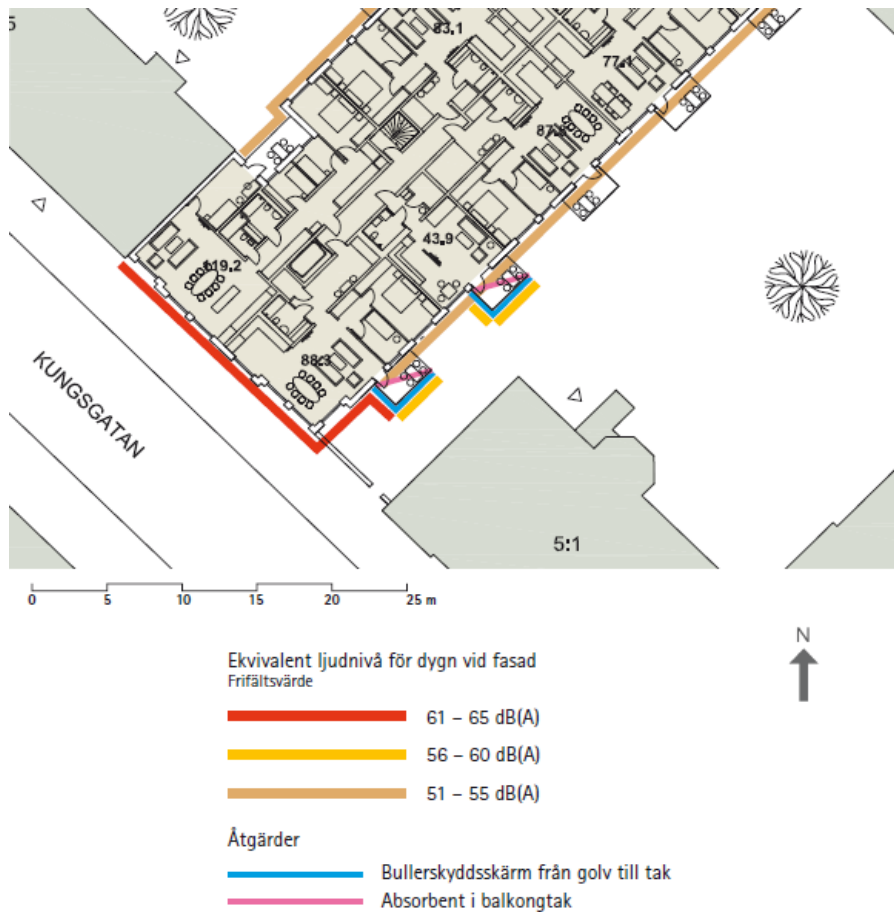 5
83.1
77.1
87.8
43.9
119.2
88.3
KUNGSGATAN
5:1
0 5 10 15 20 25 m
N
Ekvivalent ljudnivå för dygn vid fasad
Frifältsvärde
61 – 65 dB(A)
56 – 60 dB(A)
51 – 55 dB(A)
Åtgärder
Bullerskyddsskärm från golv till tak
Absorbent i balkongtak